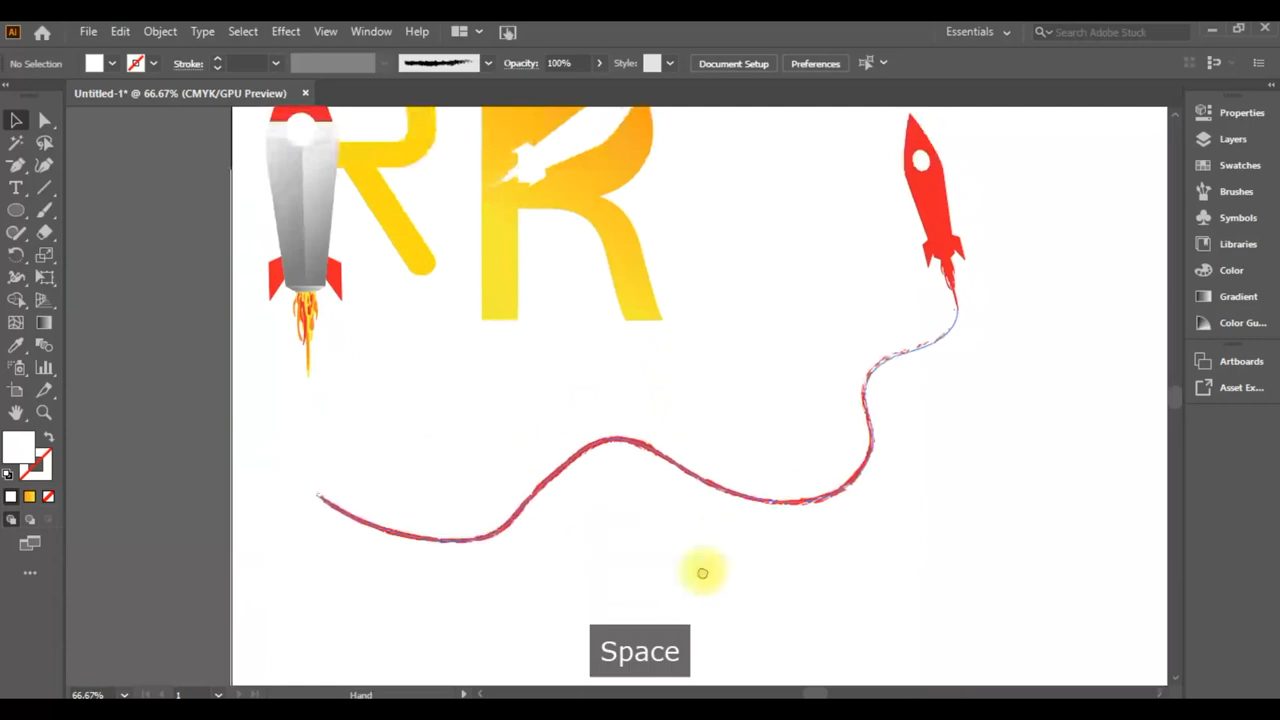 Ai File Edit Object Type Select Effect View Window Help Essentials Search Adobe Stuck
No Selection Stroke: Opacity: 100% Style: Document Setup Preferences
Untitled-1* @ 66.67% (CMYK/GPU Preview) ×
Properties
Layers
Swatches
Brushes
Symbols
Libraries
Color
Gradient
Color Gu...
Artboards
Asset Ex...
R R
T
Space
66.67% 1 Hand